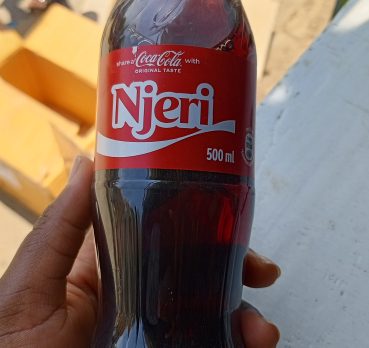 share a Coca-Cola with
ORIGINAL TASTE
Njeri
500 ml